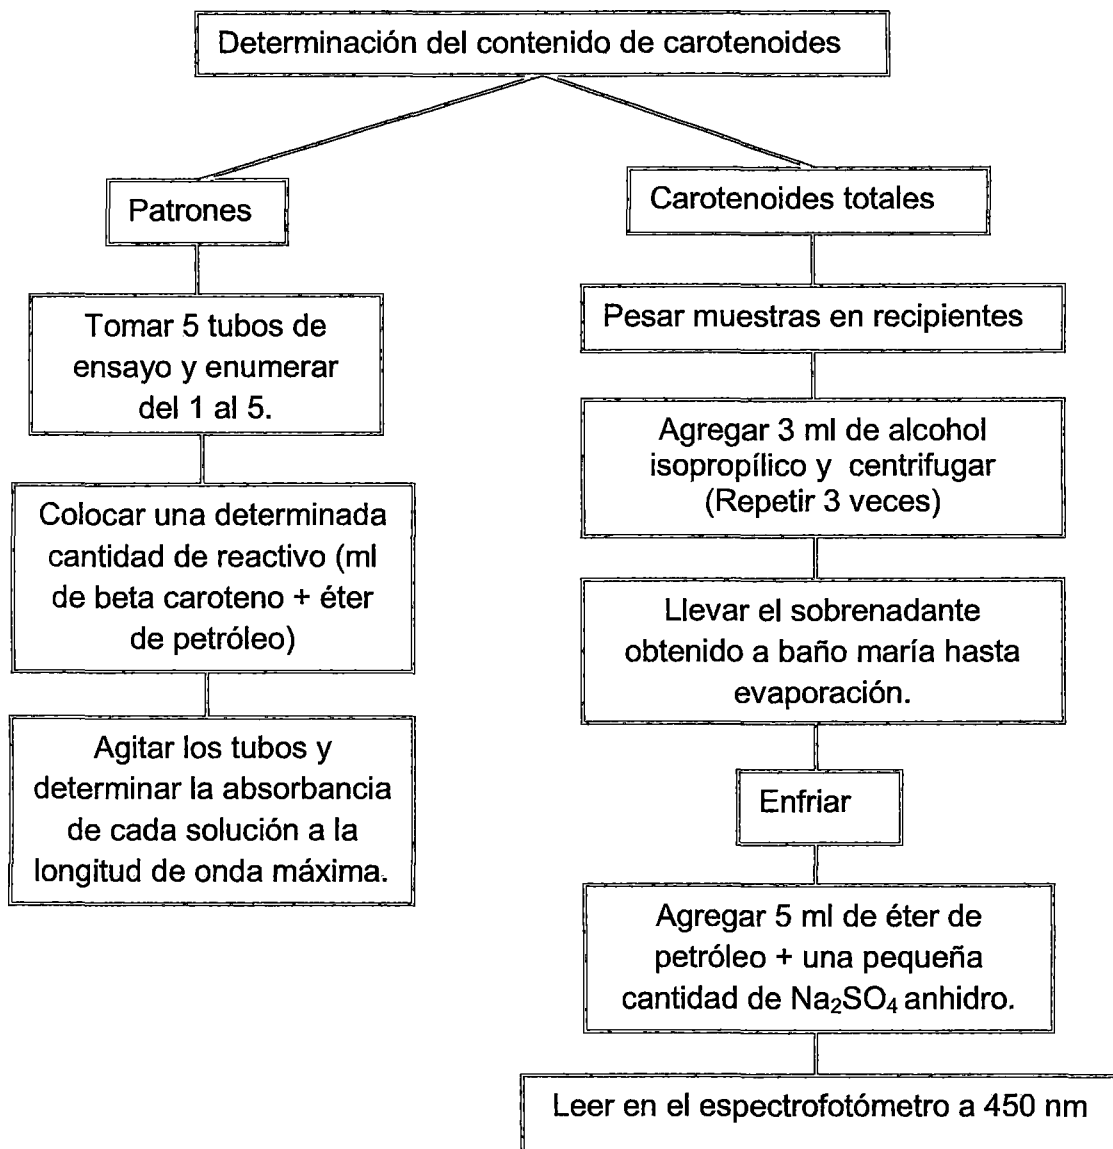 Determinación del contenido de carotenoides
Patrones
Tomar 5 tubos de
ensayo y enumerar
del 1 al 5.
Colocar una determinada
cantidad de reactivo (ml
de beta caroteno + éter
de petróleo)
Agitar los tubos y
determinar la absorbancia
de cada solución a la
longitud de onda máxima.
Carotenoides totales
Pesar muestras en recipientes
Agregar 3 ml de alcohol
isopropílico y centrifugar
(Repetir 3 veces)
Llevar el sobrenadante
obtenido a baño maría hasta
evaporación.
Enfriar
Agregar 5 ml de éter de
petróleo + una pequeña
cantidad de Na₂SO₄ anhidro.
Leer en el espectrofotómetro a 450 nm